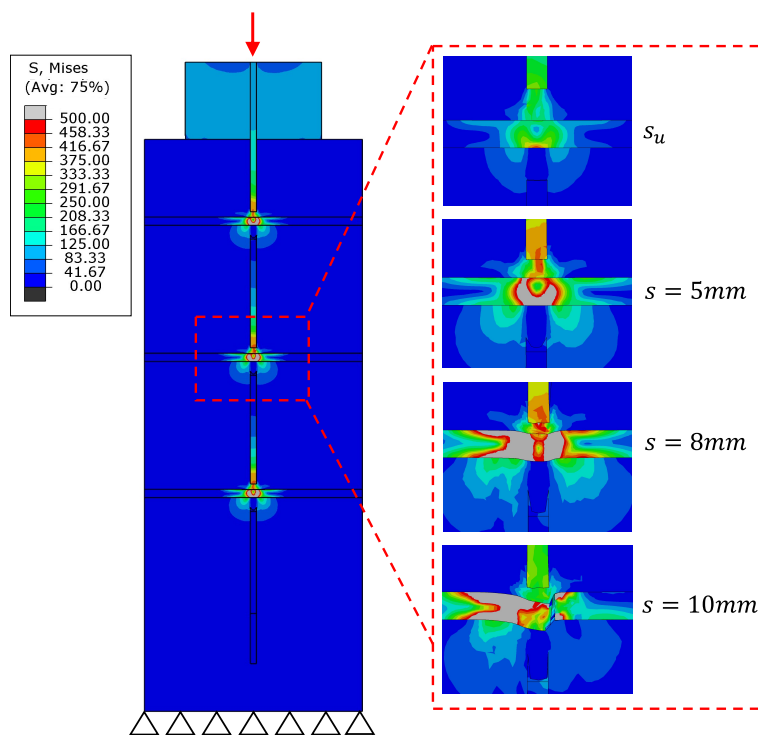 S, Mises
(Avg: 75%)
500.00
458.33
416.67
375.00
333.33
291.67
250.00
208.33
166.67
125.00
83.33
41.67
0.00
s_u
s = 5mm
s = 8mm
s = 10mm